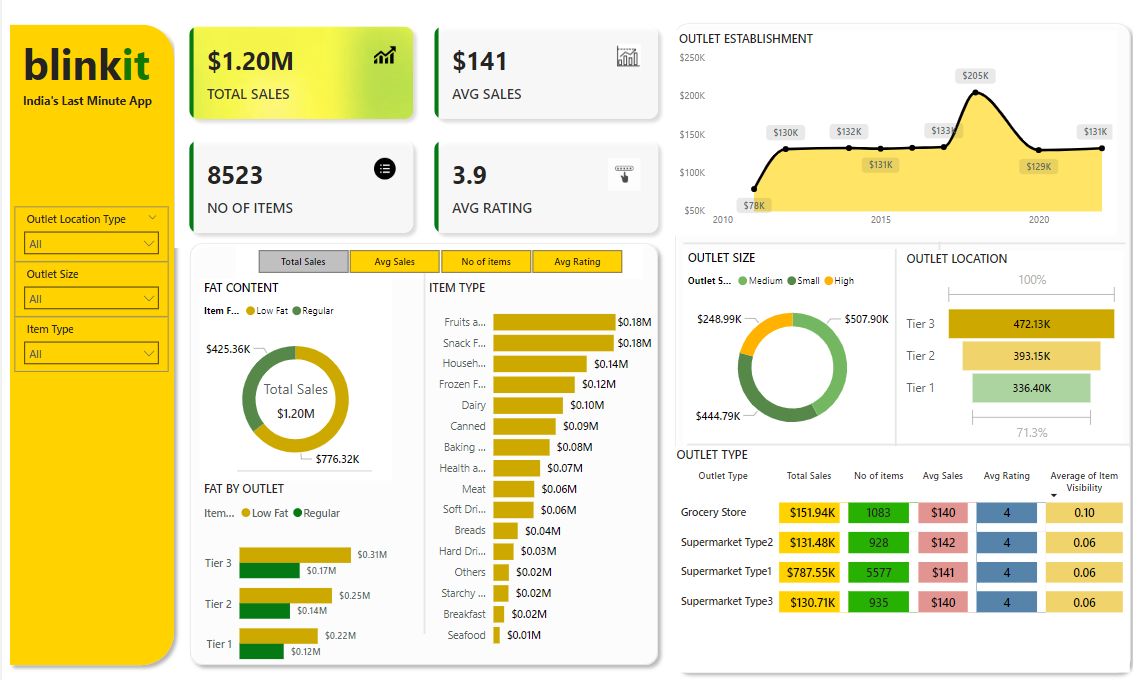 blinkit
India's Last Minute App
Outlet Location Type
All
Outlet Size
All
Item Type
All
$1.20M
TOTAL SALES
$141
AVG SALES
8523
NO OF ITEMS
3.9
AVG RATING
Total Sales
Avg Sales
No of items
Avg Rating
FAT CONTENT
Item F... Low Fat Regular
$425.36K
Total Sales
$1.20M
$776.32K
FAT BY OUTLET
Item... Low Fat Regular
Tier 3 $0.31M
$0.17M
Tier 2 $0.25M
$0.14M
Tier 1 $0.22M
$0.12M
ITEM TYPE
Fruits a... $0.18M
Snack F... $0.18M
Househ... $0.14M
Frozen F... $0.12M
Dairy $0.10M
Canned $0.09M
Baking ... $0.08M
Health a... $0.07M
Meat $0.06M
Soft Dri... $0.06M
Breads $0.04M
Hard Dri... $0.03M
Others $0.02M
Starchy ... $0.02M
Breakfast $0.02M
Seafood $0.01M
OUTLET ESTABLISHMENT
$250K
$200K
$150K
$100K
$50K
$78K
$130K
$132K
$131K
$133K
$205K
$129K
$131K
2010 2015 2020
OUTLET SIZE
Outlet S... Medium Small High
$248.99K
$507.90K
$444.79K
OUTLET LOCATION
100%
Tier 3 472.13K
Tier 2 393.15K
Tier 1 336.40K
71.3%
OUTLET TYPE
Outlet Type Total Sales No of items Avg Sales Avg Rating Average of Item
Visibility
Grocery Store $151.94K 1083 $140 4 0.10
Supermarket Type2 $131.48K 928 $142 4 0.06
Supermarket Type1 $787.55K 5577 $141 4 0.06
Supermarket Type3 $130.71K 935 $140 4 0.06